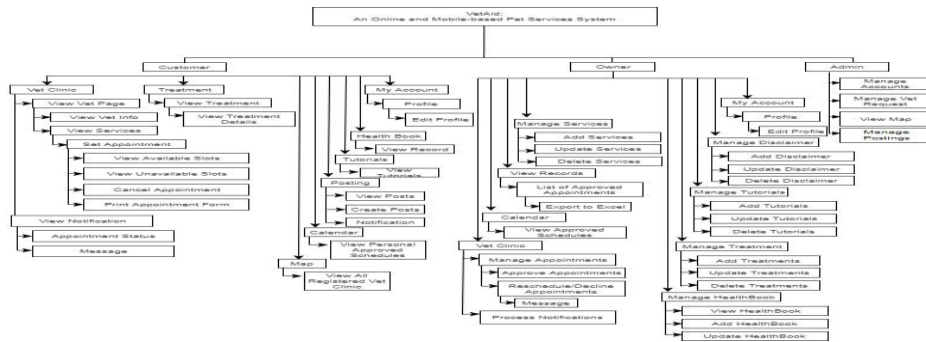 VetAid:
An Online and Mobile-based Pet Services System
Customer
Owner
Admin
Vet Clinic
View Vet Page
View Vet Info
View Services
Set Appointment
View Available Slots
View Unavailable Slots
Cancel Appointment
Print Appointment Form
View Notification
Appointment Status
Message
Treatment
View Treatment
View Treatment
Details
My Account
Profile
Edit Profile
Health Book
View Record
Tutorials
View
Tutorials
Posting
View Posts
Create Posts
Notification
Calendar
View Personal
Approved
Schedules
Map
View All
Registered Vet
Clinic
Manage Services
Add Services
Update Services
Delete Services
View Records
List of Approved
Appointments
Export to Excel
Calendar
View Approved
Schedules
Vet Clinic
Manage Appointments
Approve Appointments
Reschedule/Decline
Appointments
Message
Process Notifications
My Account
Profile
Edit Profile
Manage Disclaimer
Add Disclaimer
Update Disclaimer
Delete Disclaimer
Manage Tutorials
Add Tutorials
Update Tutorials
Delete Tutorials
Manage Treatment
Add Treatments
Update Treatments
Delete Treatments
Manage HealthBook
View HealthBook
Add HealthBook
Update HealthBook
Manage
Accounts
Manage Vet
Request
View Map
Manage
Postings